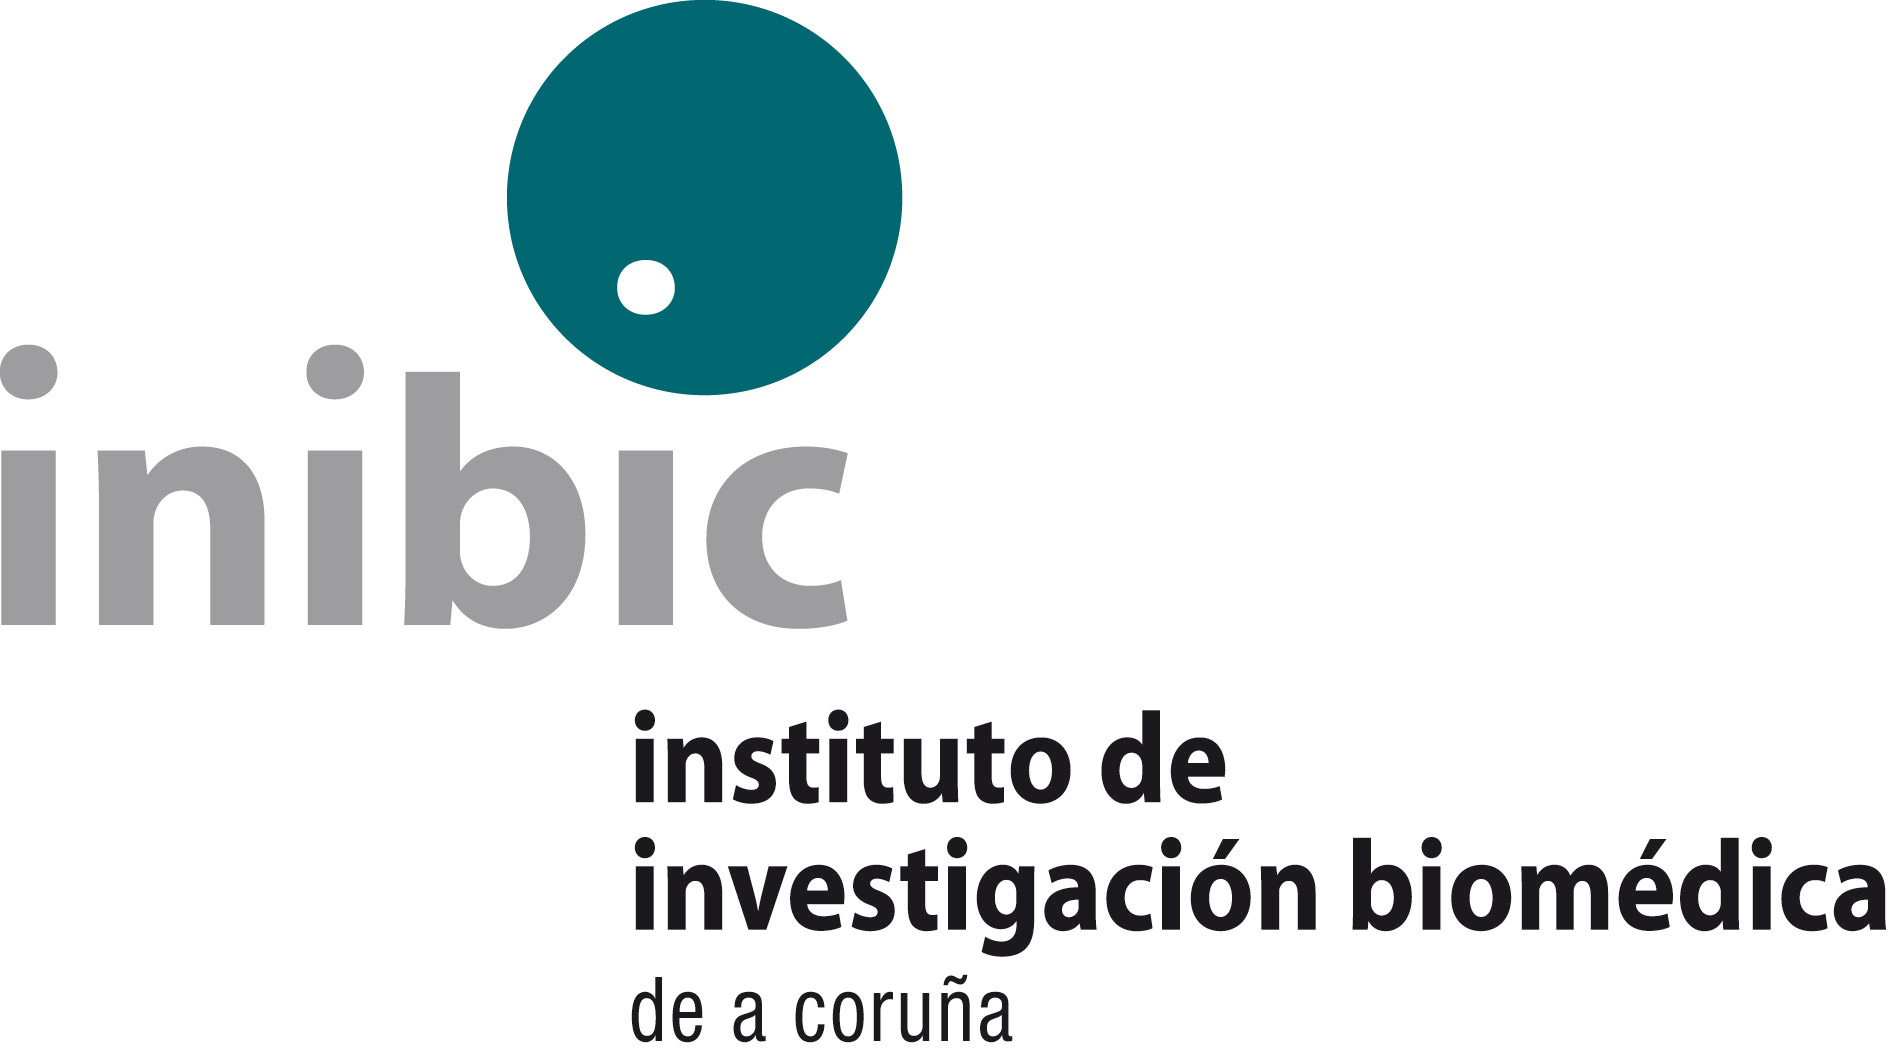 inibic
instituto de
investigación biomédica
de a coruña